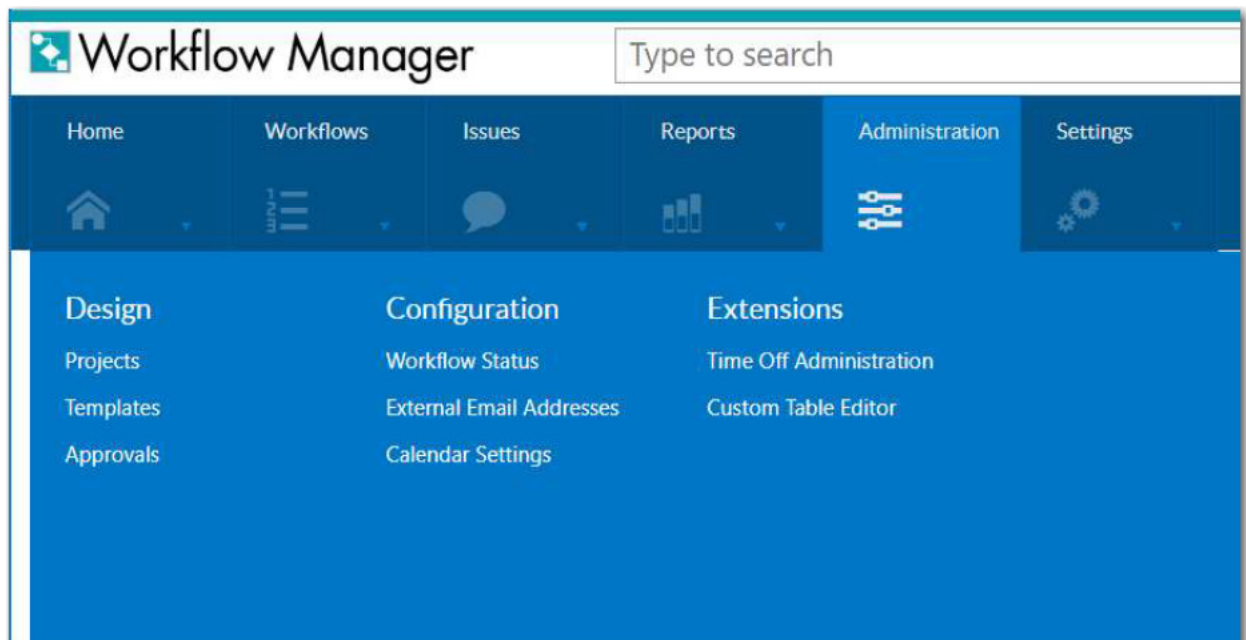 Workflow Manager
Type to search
Home Workflows Issues Reports Administration Settings
Design Configuration Extensions
Projects Workflow Status Time Off Administration
Templates External Email Addresses Custom Table Editor
Approvals Calendar Settings